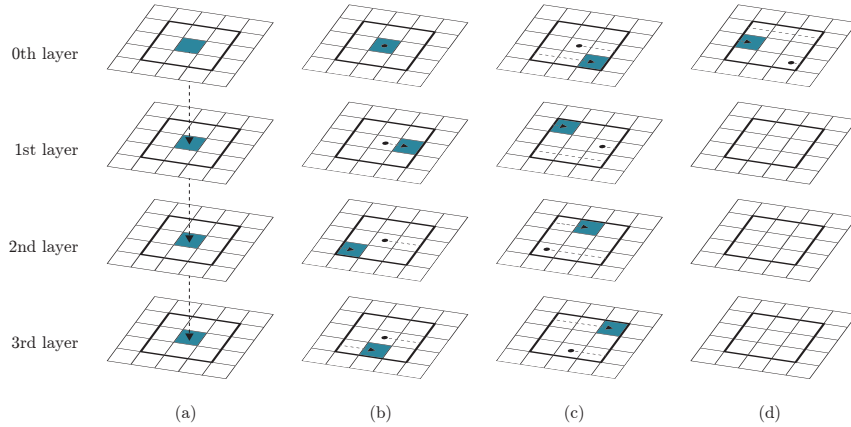 0th layer
1st layer
2nd layer
3rd layer
(a) (b) (c) (d)